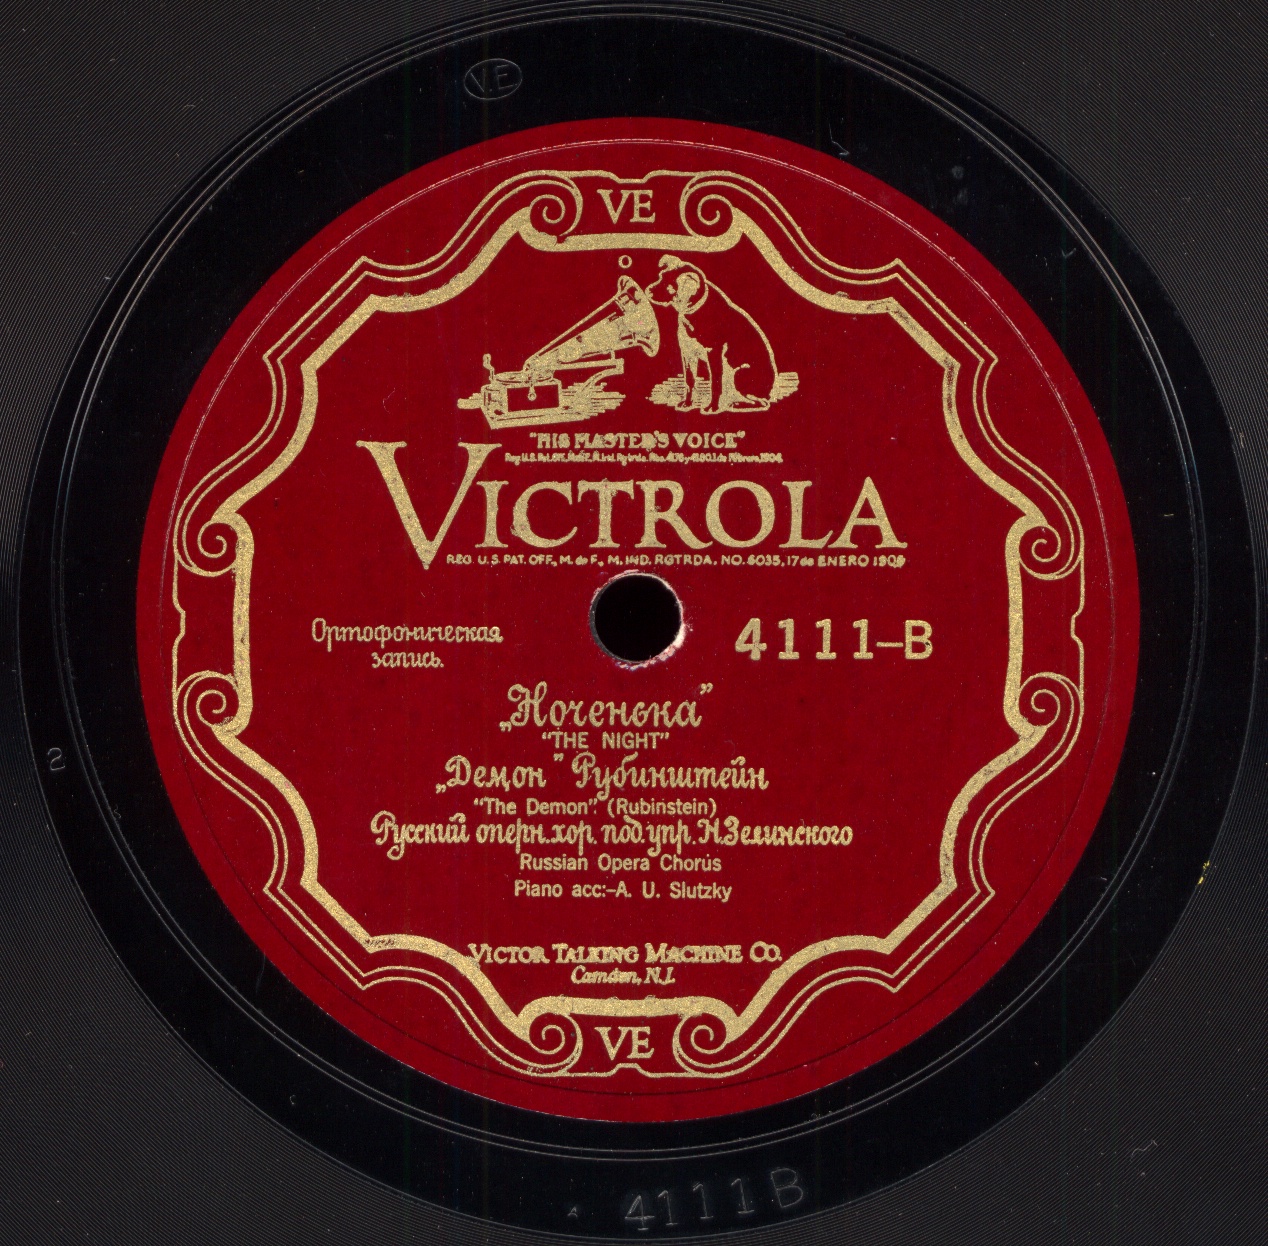 V.E
VE
"HIS MASTER'S VOICE"
VICTROLA
REG. U.S. PAT. OFF., M. de F., M. IND. RGTRDA. NO. 6035, 17 de ENERO 1909
Ортофоническая
запись.
4111-B
„Ноченька”
"THE NIGHT"
„Демон” Рубинштейн
"The Demon". (Rubinstein)
Русский оперн. хор. под. упр. Н. Зелинского
Russian Opera Chorus
Piano acc:-A. U. Slutzky
VICTOR TALKING MACHINE CO.
Camden, N.J.
VE
2
4111B